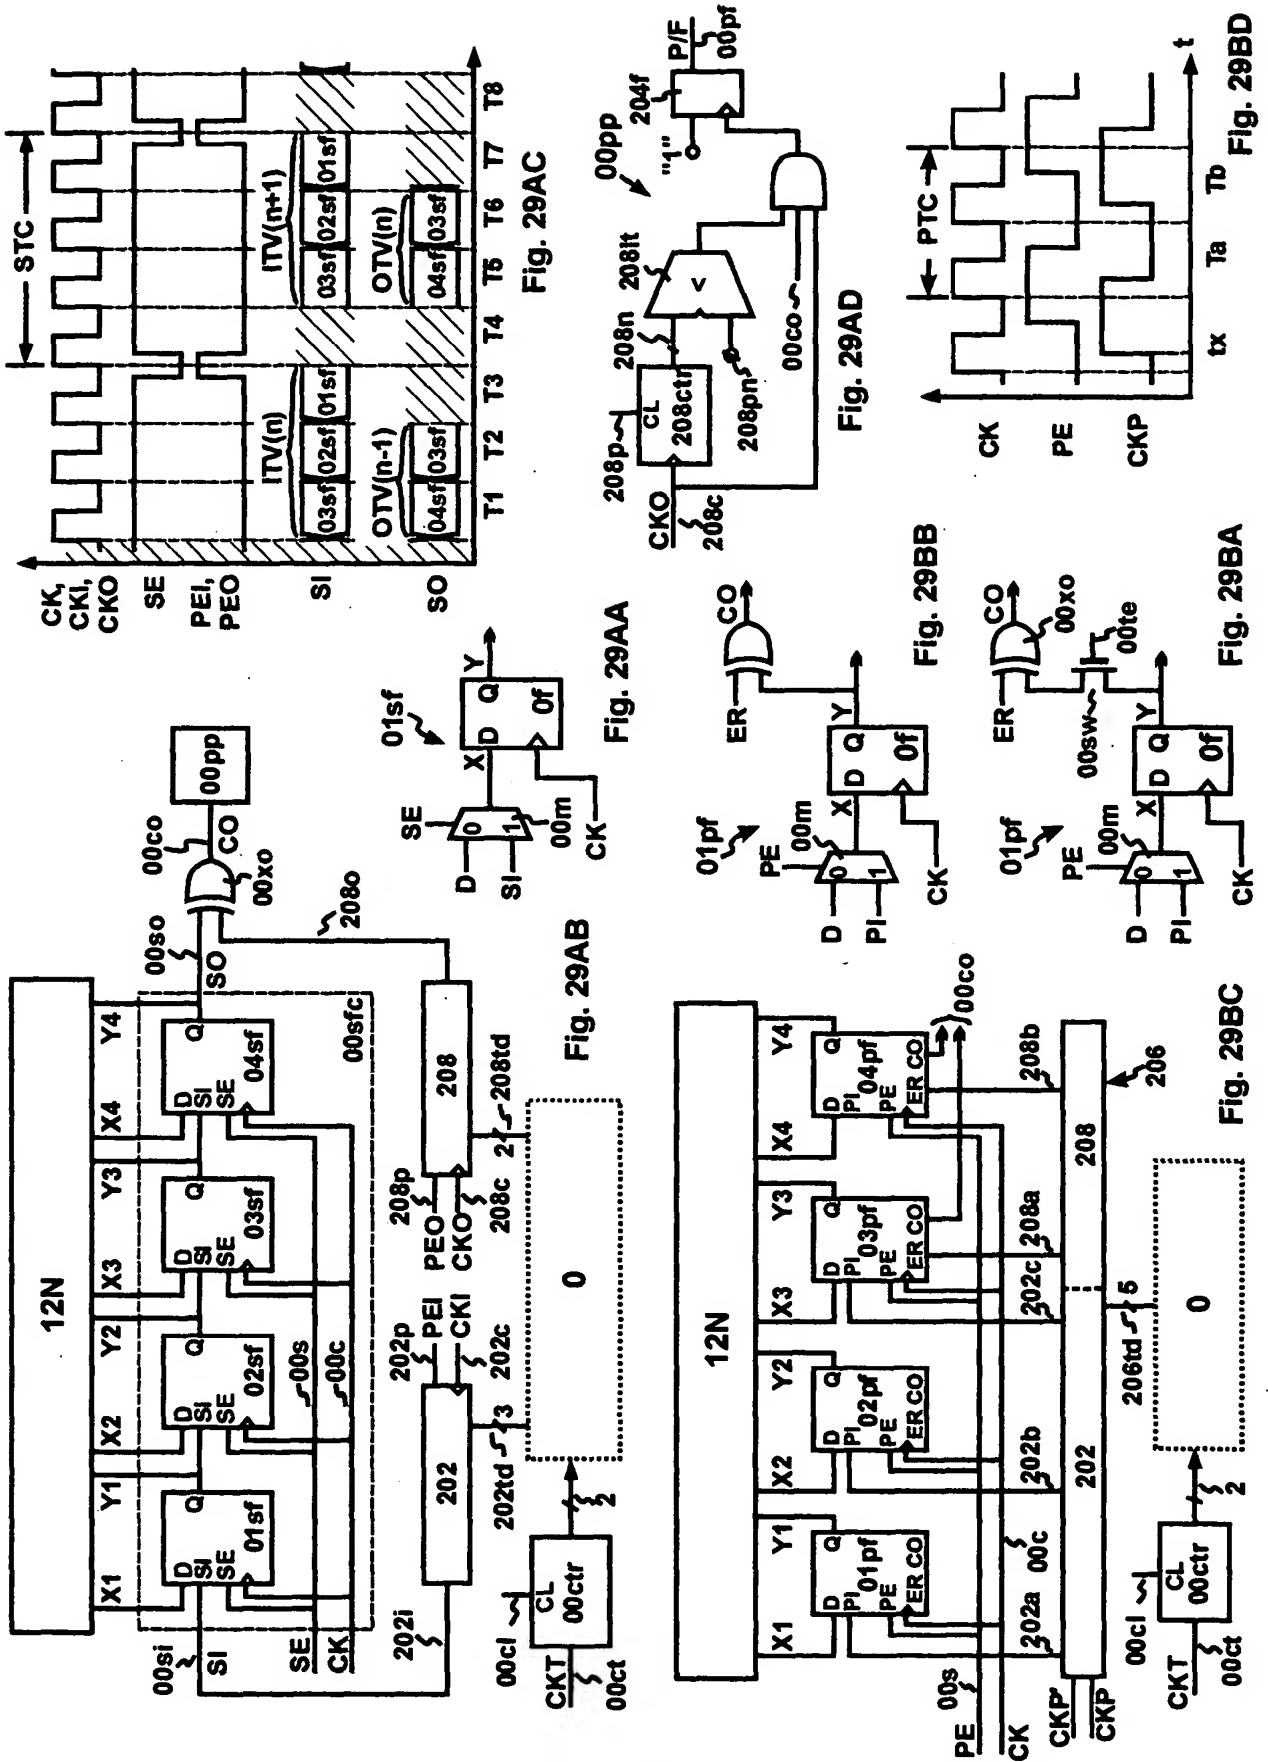 12N
X1 Y1 X2 Y2 X3 Y3 X4 Y4
D Q D Q D Q D Q
SI SI SI SI
SE SE SE SE
01sf 02sf 03sf 04sf
00si
SI
SE
CK
00s
00c
00sfc
00so
SO
00co
CO
00pp
00xo
208o
202i
202
202p
PEI
CKI
202c
208p
PEO
CKO
208c
208
202td 3
2 208td
0
00cl
CL
00ctr
CKT
00ct
2
Fig. 29AB
01sf
SE
D 0
SI 1
00m
X
D Q
0f
Y
CK
Fig. 29AA
STC
CK,
CKI,
CKO
SE
PEI,
PEO
SI
SO
ITV(n) ITV(n+1)
03sf 02sf 01sf 03sf 02sf 01sf
OTV(n-1) OTV(n)
04sf 03sf 04sf 03sf
T1 T2 T3 T4 T5 T6 T7 T8
Fig. 29AC
12N
X1 Y1 X2 Y2 X3 Y3 X4 Y4
D Q D Q D Q D Q
PI PI PI PI
01pf 02pf 03pf 04pf
PE PE PE PE
ER CO ER CO ER CO ER CO
00co
00s
PE
CK
00c
202a
202b
202c
208a
208b
CKP'
CKP
202 208
206
206td 5
0
00cl
CL
00ctr
CKT
00ct
2
Fig. 29BC
01pf
PE
D 0
PI 1
00m
X
D Q
0f
Y
CK
ER
CO
Fig. 29BB
01pf
PE
D 0
PI 1
00m
X
D Q
0f
Y
CK
00sw
00te
ER
CO
00xo
Fig. 29BA
00pp
208p
CL
208ctr
CKO
208c
208n
208pn
<
208lt
00co
"1"
204f
P/F
00pf
Fig. 29AD
PTC
CK
PE
CKP
tx Ta Tb t
Fig. 29BD